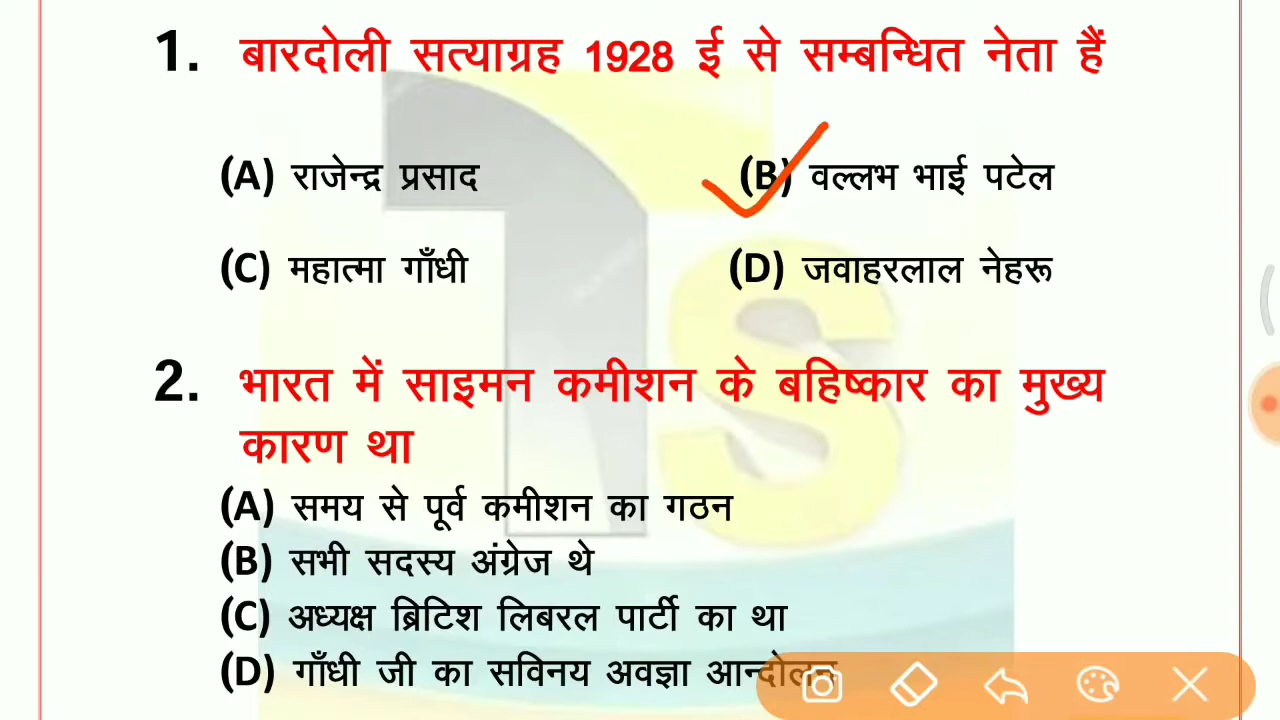 1. बारदोली सत्याग्रह 1928 ई से सम्बन्धित नेता हैं
(A) राजेन्द्र प्रसाद (B) वल्लभ भाई पटेल
(C) महात्मा गाँधी (D) जवाहरलाल नेहरू
2. भारत में साइमन कमीशन के बहिष्कार का मुख्य
कारण था
(A) समय से पूर्व कमीशन का गठन
(B) सभी सदस्य अंग्रेज थे
(C) अध्यक्ष ब्रिटिश लिबरल पार्टी का था
(D) गाँधी जी का सविनय अवज्ञा आन्दोलन